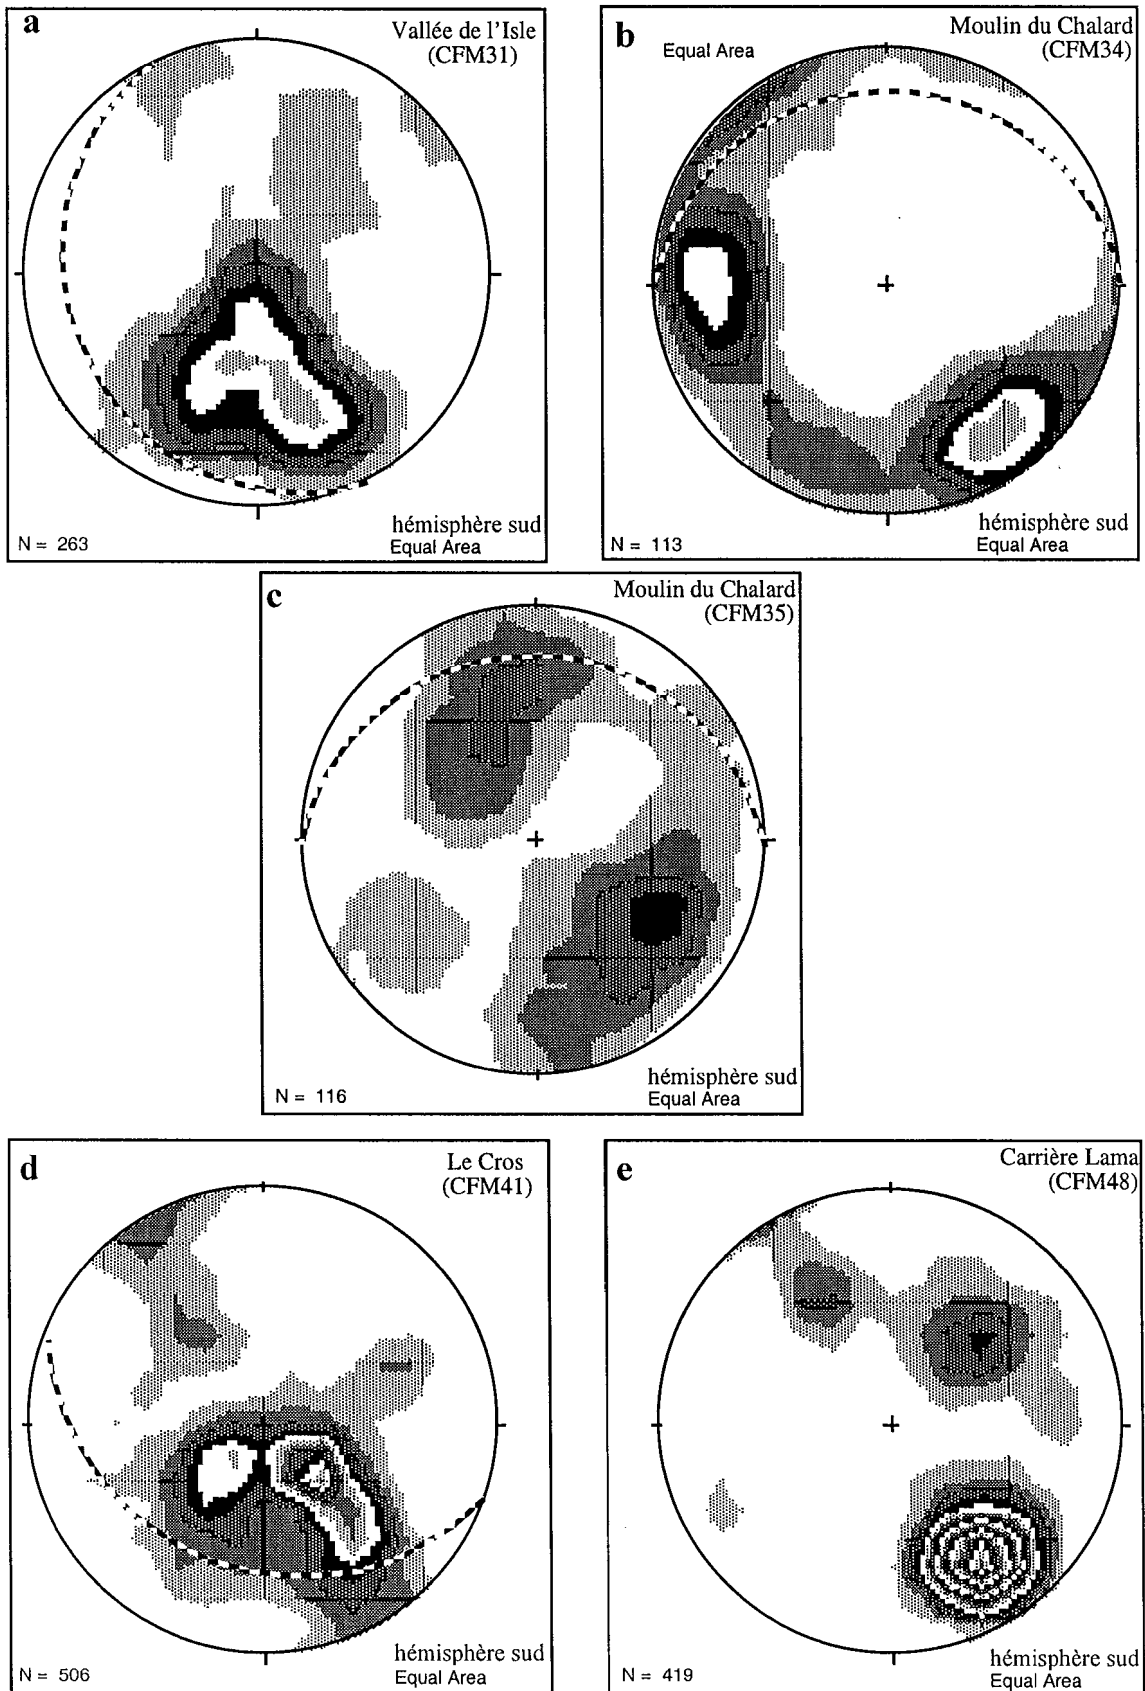 a
Vallée de l'Isle
(CFM31)
N = 263
hémisphère sud
Equal Area
b
Equal Area
Moulin du Chalard
(CFM34)
N = 113
hémisphère sud
Equal Area
c
Moulin du Chalard
(CFM35)
N = 116
hémisphère sud
Equal Area
d
Le Cros
(CFM41)
N = 506
hémisphère sud
Equal Area
e
Carrière Lama
(CFM48)
N = 419
hémisphère sud
Equal Area